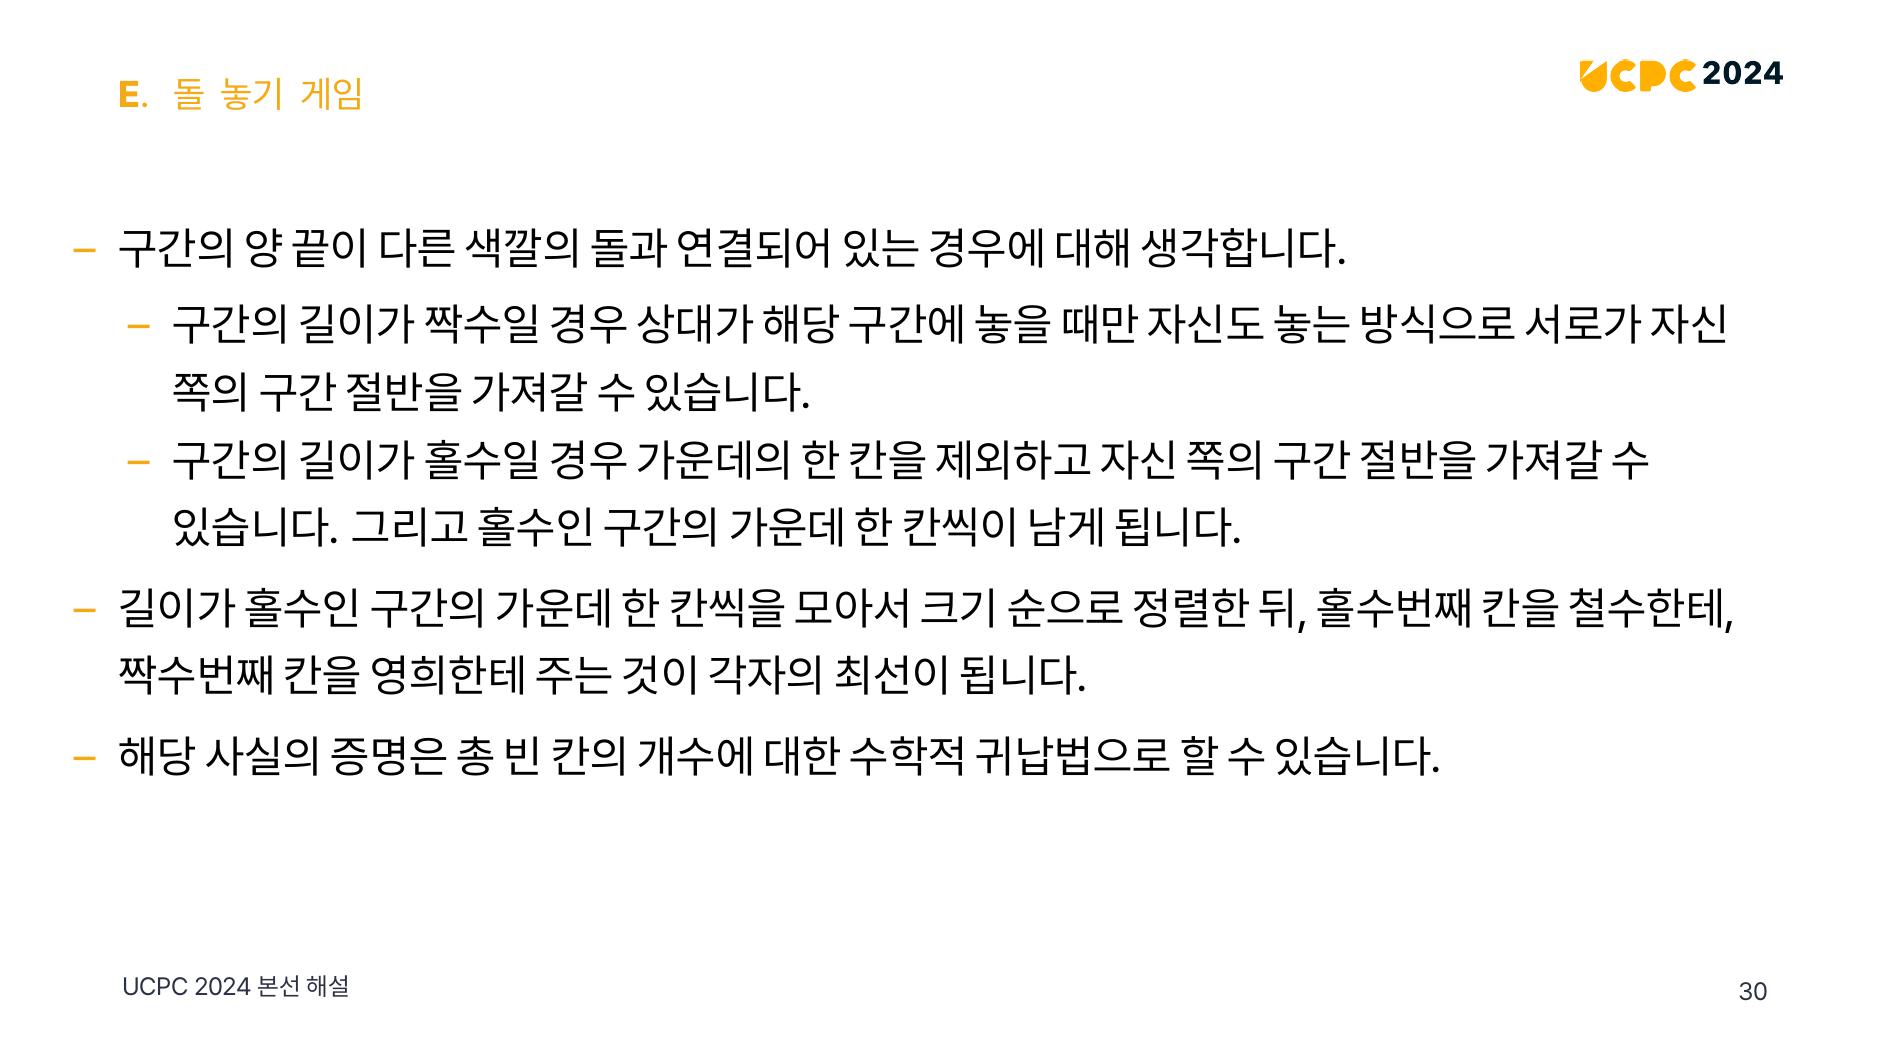 E. 돌 놓기 게임
UCPC 2024
– 구간의 양 끝이 다른 색깔의 돌과 연결되어 있는 경우에 대해 생각합니다.
– 구간의 길이가 짝수일 경우 상대가 해당 구간에 놓을 때만 자신도 놓는 방식으로 서로가 자신
쪽의 구간 절반을 가져갈 수 있습니다.
– 구간의 길이가 홀수일 경우 가운데의 한 칸을 제외하고 자신 쪽의 구간 절반을 가져갈 수
있습니다. 그리고 홀수인 구간의 가운데 한 칸씩이 남게 됩니다.
– 길이가 홀수인 구간의 가운데 한 칸씩을 모아서 크기 순으로 정렬한 뒤, 홀수번째 칸을 철수한테,
짝수번째 칸을 영희한테 주는 것이 각자의 최선이 됩니다.
– 해당 사실의 증명은 총 빈 칸의 개수에 대한 수학적 귀납법으로 할 수 있습니다.
UCPC 2024 본선 해설
30